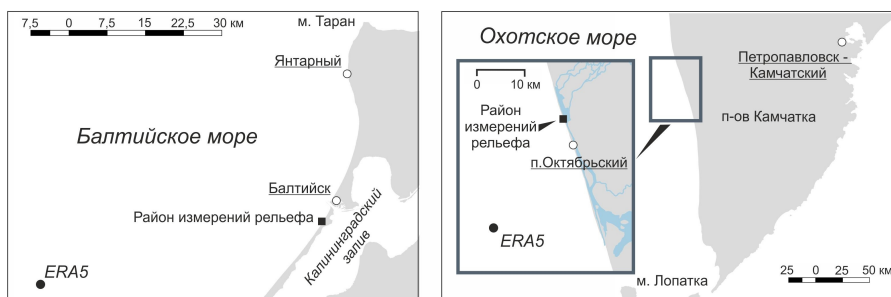 7,5 0 7,5 15 22,5 30 км
м. Таран
Янтарный
Балтийское море
Балтийск
Район измерений рельефа
Калининградский
залив
ERA5
Охотское море
Петропавловск -
Камчатский
0 10 км
Район
измерений
рельефа
п-ов Камчатка
п.Октябрьский
ERA5
м. Лопатка
25 0 25 50 км